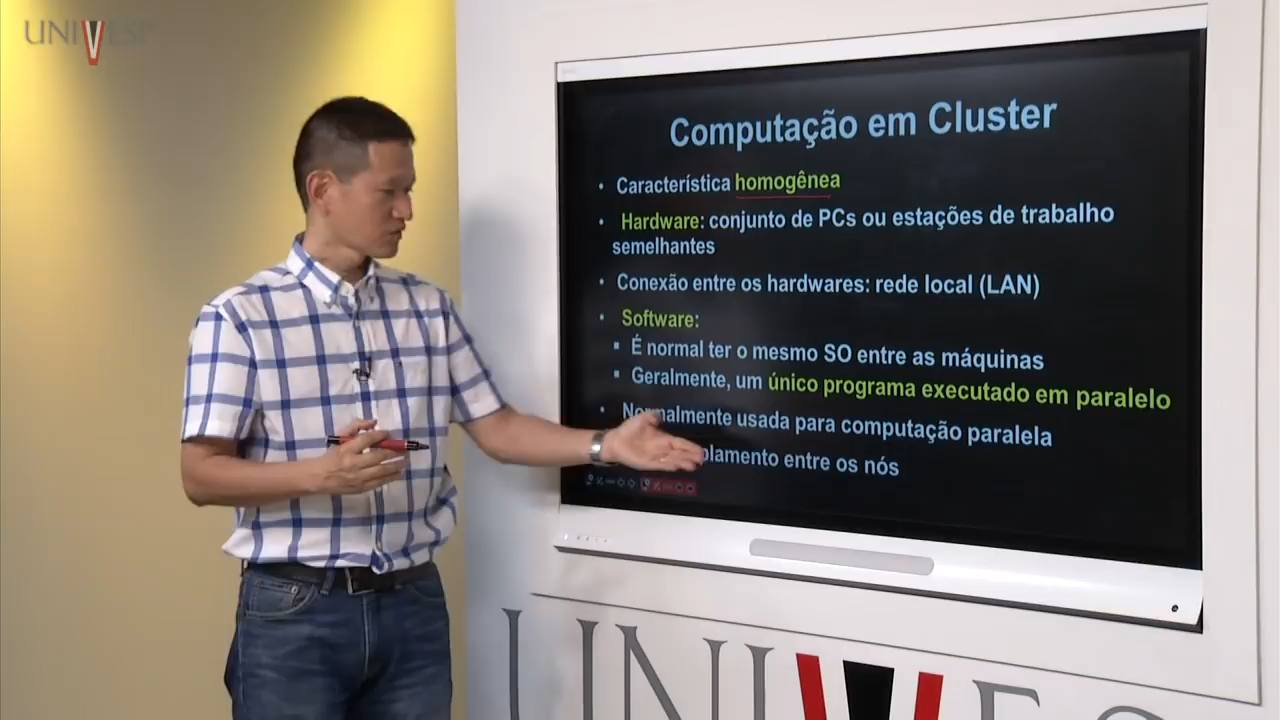 UNIVESP
Computação em Cluster
• Característica homogênea
• Hardware: conjunto de PCs ou estações de trabalho
semelhantes
• Conexão entre os hardwares: rede local (LAN)
• Software:
▪ É normal ter o mesmo SO entre as máquinas
▪ Geralmente, um único programa executado em paralelo
• Normalmente usada para computação paralela
entre os nós
UNIVESP